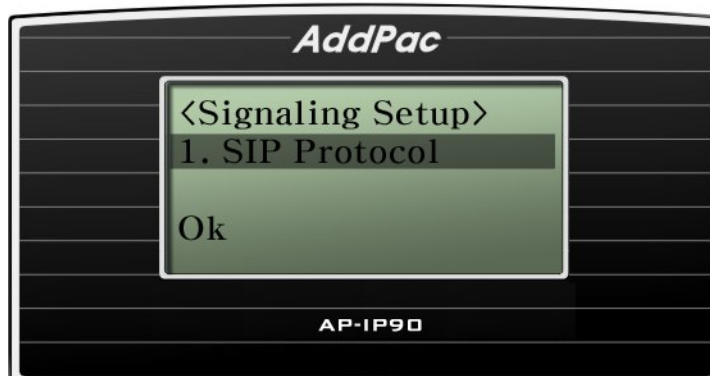 AddPac
<Signaling Setup>
1. SIP Protocol
Ok
AP-IP90